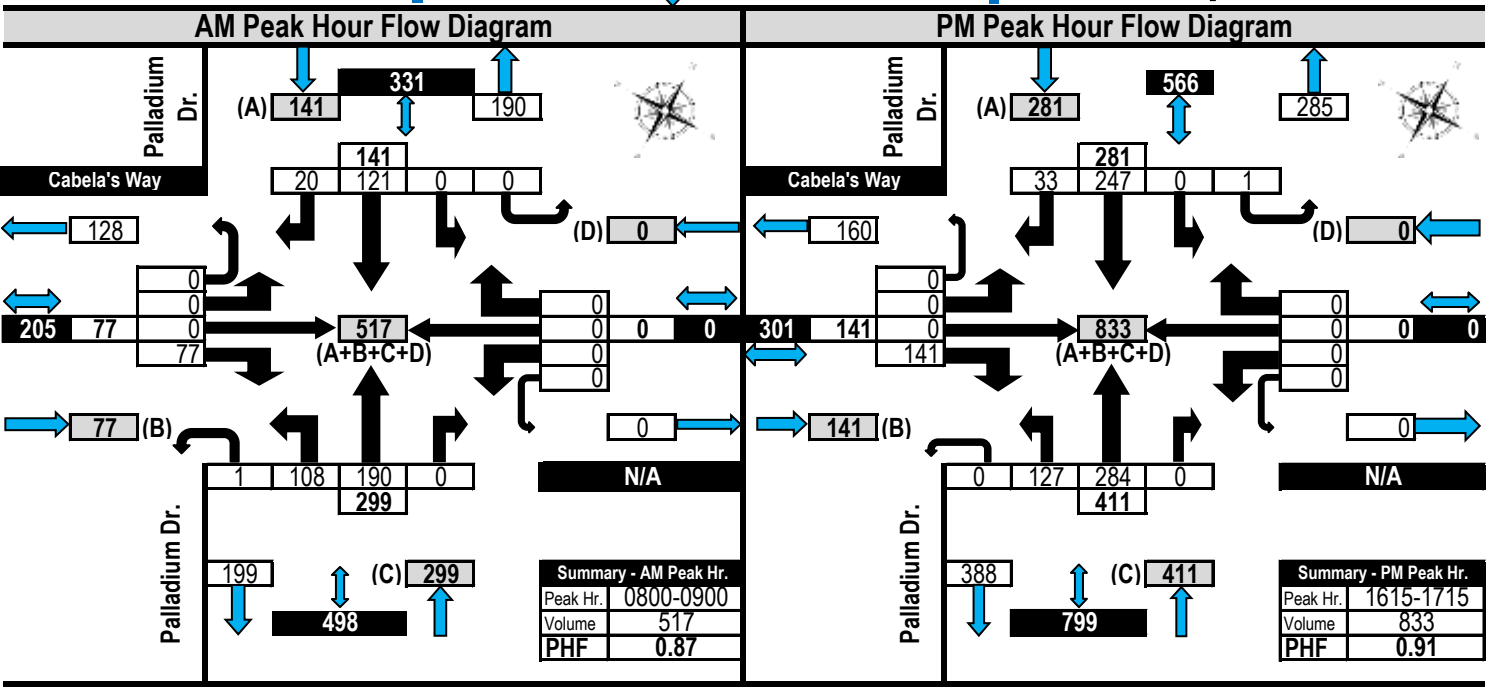 AM Peak Hour Flow Diagram
Palladium Dr.
331
(A) 141
190
141
20 121 0 0
Cabela's Way
128
(D) 0
0
0
205 77 0
77
517
(A+B+C+D)
0
0 0 0
0
0
77 (B)
0
1 108 190 0
299
N/A
Palladium Dr.
199
(C) 299
498
Summary - AM Peak Hr.
Peak Hr. 0800-0900
Volume 517
PHF 0.87
PM Peak Hour Flow Diagram
Palladium Dr.
566
(A) 281
285
281
33 247 0 1
Cabela's Way
160
(D) 0
0
0
301 141 0
141
833
(A+B+C+D)
0
0 0 0
0
0
141 (B)
0
0 127 284 0
411
N/A
Palladium Dr.
388
(C) 411
799
Summary - PM Peak Hr.
Peak Hr. 1615-1715
Volume 833
PHF 0.91